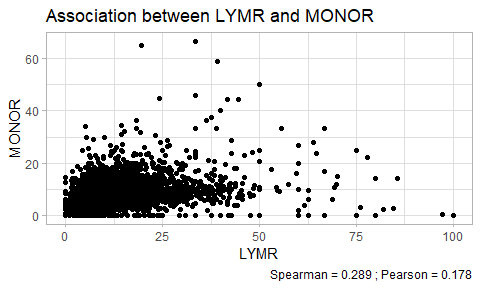 Association between LYMR and MONOR
MONOR
60
40
20
0
0 25 50 75 100
LYMR
Spearman = 0.289 ; Pearson = 0.178